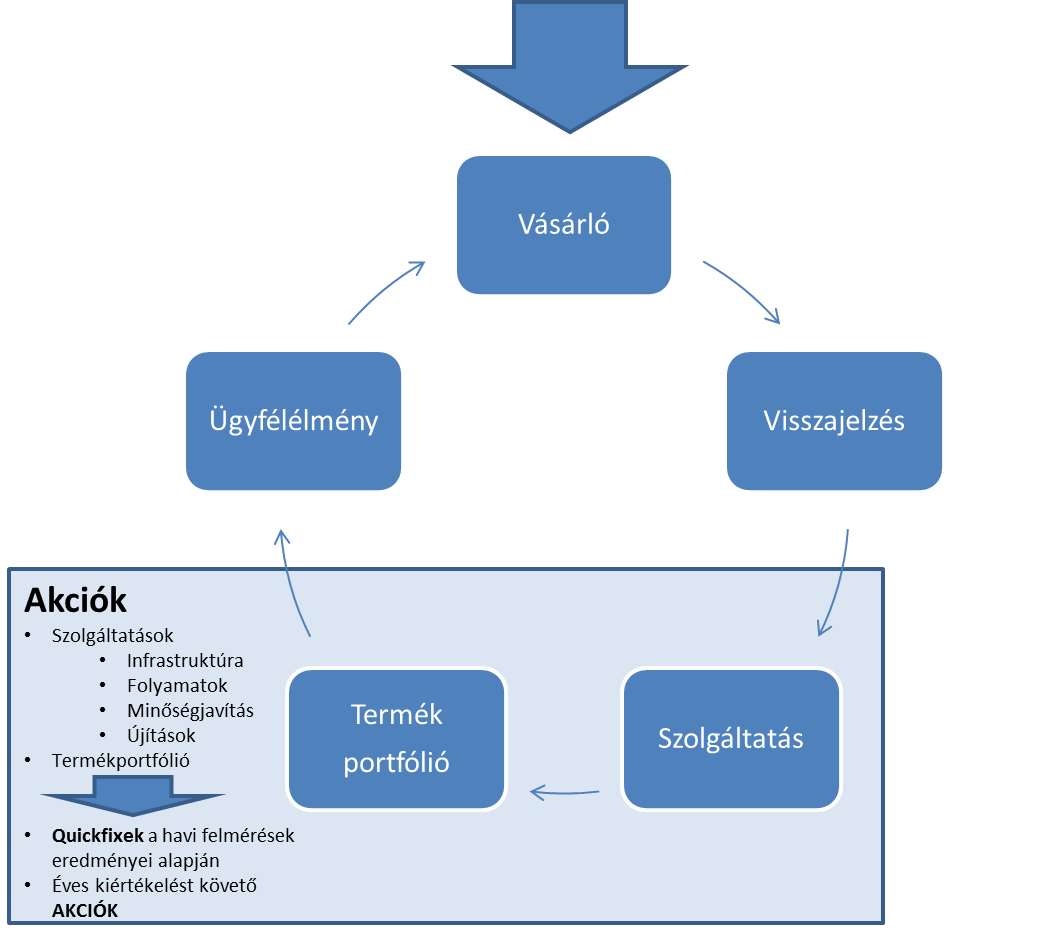 Vásárló
Ügyfélélmény
Visszajelzés
Akciók
• Szolgáltatások
• Infrastruktúra
• Folyamatok
• Minőségjavítás
• Újítások
• Termékportfólió
Termék
portfólió
Szolgáltatás
• Quickfixek a havi felmérések
eredményei alapján
• Éves kiértékelést követő
AKCIÓK